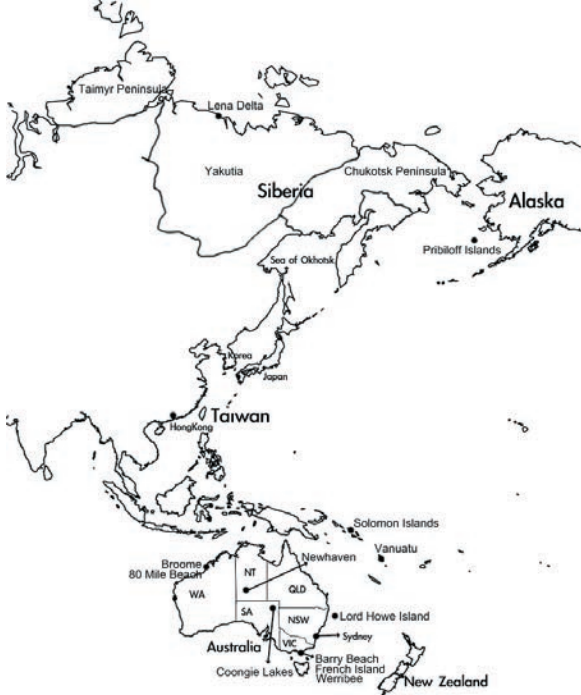 Taimyr Peninsula
Lena Delta
Yakutia
Chukotsk Peninsula
Siberia
Alaska
Pribiloff Islands
Sea of Okhotsk
Korea
Japan
Taiwan
HongKong
Solomon Islands
Vanuatu
Newhaven
Broome
80 Mile Beach
NT
WA
QLD
SA
NSW
Lord Howe Island
Sydney
VIC
Australia
Coongie Lakes
Barry Beach
French Island
Werribee
New Zealand